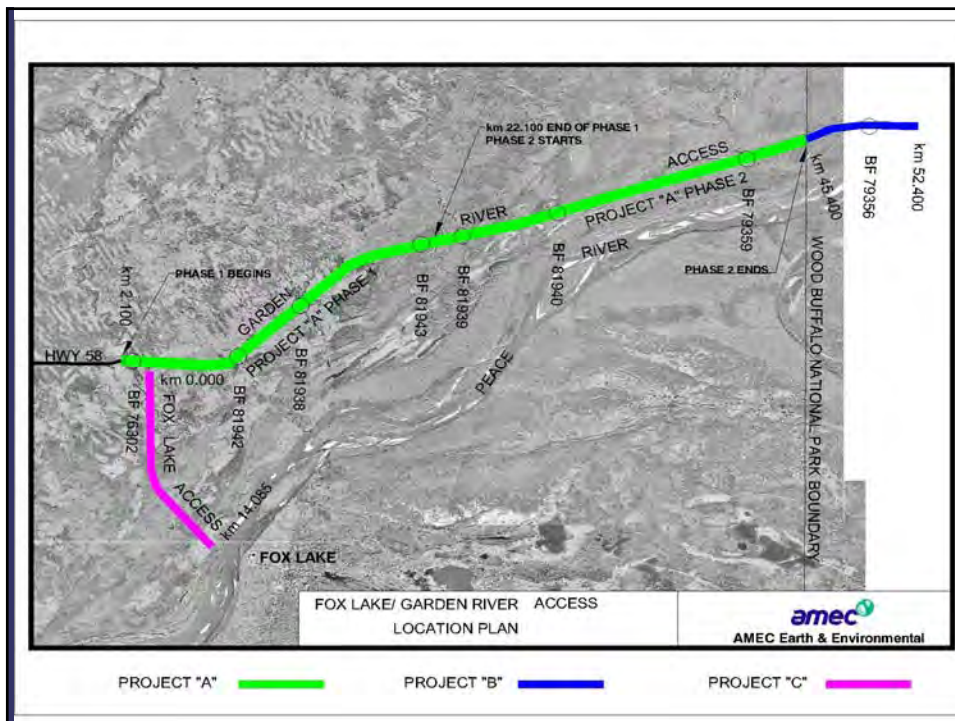 km 22.100 END OF PHASE 1
PHASE 2 STARTS
ACCESS
km 45.400
BF 79356
km 52.400
PROJECT "A" PHASE 2
BF 79359
RIVER
RIVER
PHASE 2 ENDS
WOOD BUFFALO NATIONAL PARK BOUNDARY
BF 81940
BF 81939
BF 81943
PHASE 1 BEGINS
km 2.100
GARDEN
PROJECT "A" PHASE 1
BF 81938
PEACE
HWY 58
km 0.000
BF 76302
FOX LAKE
ACCESS
BF 81942
km 14.085
FOX LAKE
FOX LAKE/ GARDEN RIVER ACCESS
LOCATION PLAN
amec
AMEC Earth & Environmental
PROJECT "A"
PROJECT "B"
PROJECT "C"